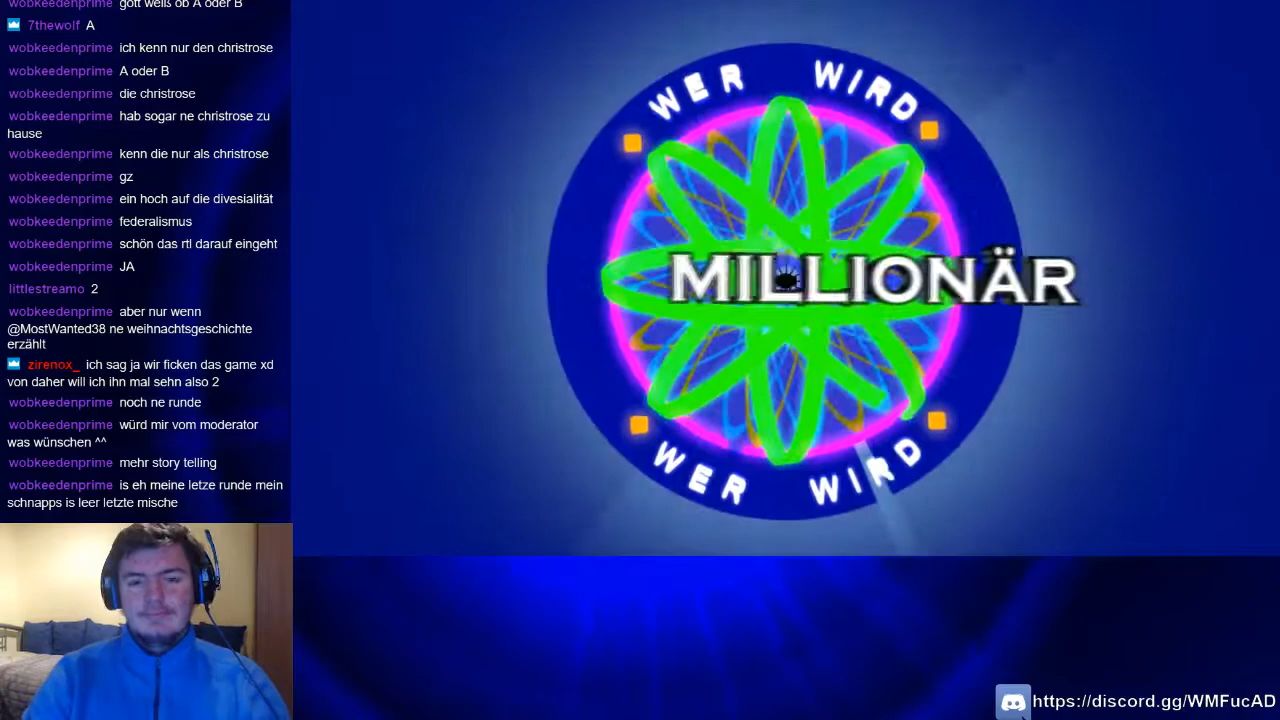 wobkeedenprime gott weiß ob A oder B
7thewolf A
wobkeedenprime ich kenn nur den christrose
wobkeedenprime A oder B
wobkeedenprime die christrose
wobkeedenprime hab sogar ne christrose zu
hause
wobkeedenprime kenn die nur als christrose
wobkeedenprime gz
wobkeedenprime ein hoch auf die divesialität
wobkeedenprime federalismus
wobkeedenprime schön das rtl darauf eingeht
wobkeedenprime JA
littlestreamo 2
wobkeedenprime aber nur wenn
@MostWanted38 ne weihnachtsgeschichte
erzählt
zirenox_ ich sag ja wir ficken das game xd
von daher will ich ihn mal sehn also 2
wobkeedenprime noch ne runde
wobkeedenprime würd mir vom moderator
was wünschen ^^
wobkeedenprime mehr story telling
wobkeedenprime is eh meine letze runde mein
schnapps is leer letzte mische
WER WIRD
MILLIONÄR
WER WIRD
https://discord.gg/WMFucAD